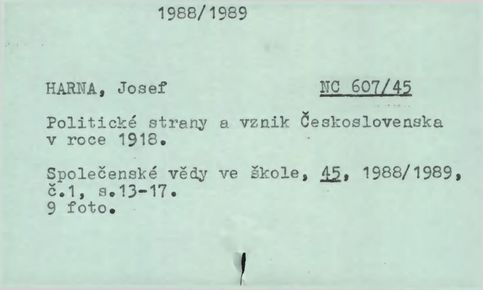 1988/1989
HARNA, Josef NC 607/45
Politické strany a vznik Československa
v roce 1918.
Společenské vědy ve škole, 45, 1988/1989,
č.1, s.13-17.
9 foto.